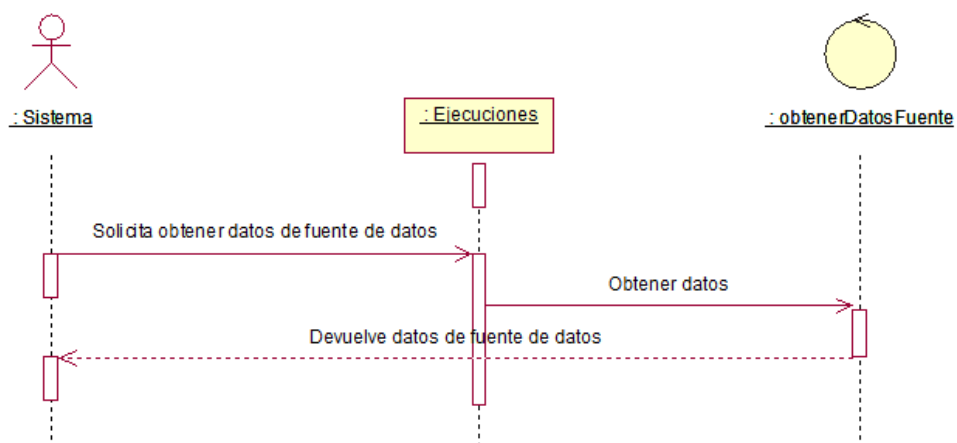 : Sistema
: Ejecuciones
: obtenerDatosFuente
Solicita obtener datos de fuente de datos
Obtener datos
Devuelve datos de fuente de datos